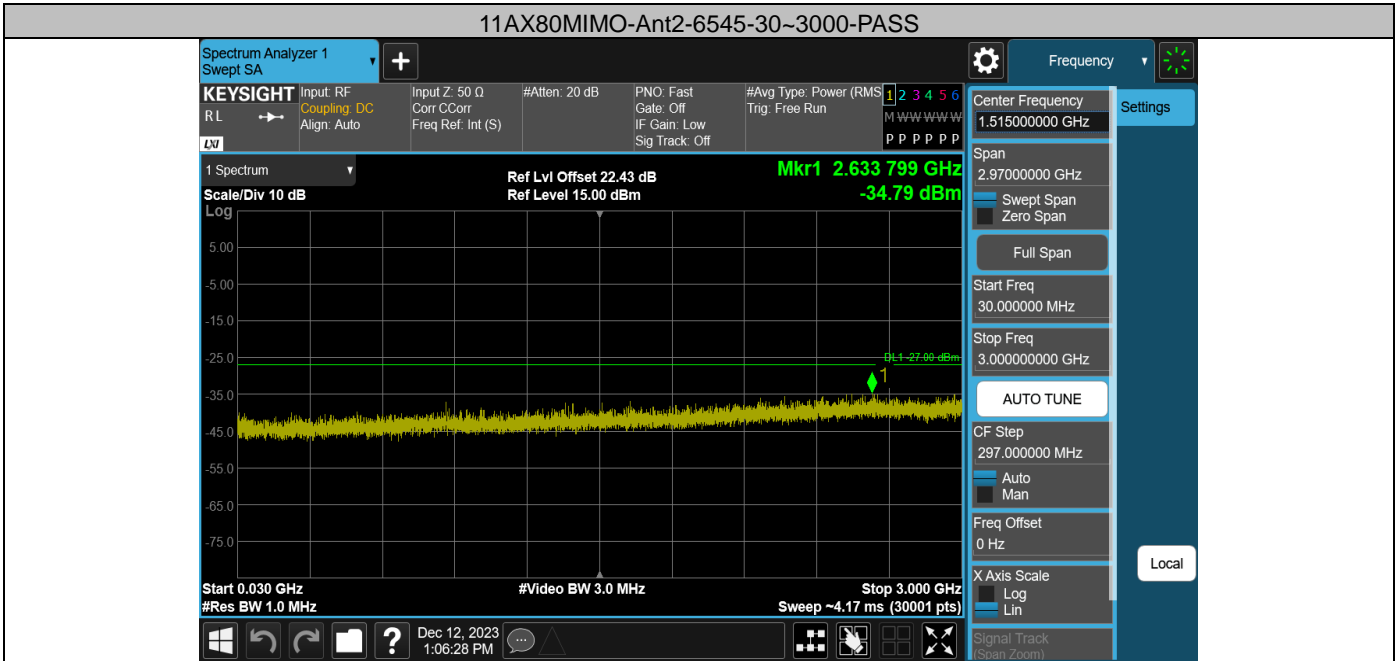 11AX80MIMO-Ant2-6545-30~3000-PASS
Spectrum Analyzer 1
Swept SA
Frequency
KEYSIGHT
RL
LXI
Input: RF
Coupling: DC
Align: Auto
Input Z: 50 Ω
Corr CCorr
Freq Ref: Int (S)
#Atten: 20 dB
PNO: Fast
Gate: Off
IF Gain: Low
Sig Track: Off
#Avg Type: Power (RMS
Trig: Free Run
1 2 3 4 5 6
M W W W W W
P P P P P P
1 Spectrum
Scale/Div 10 dB
Ref Lvl Offset 22.43 dB
Ref Level 15.00 dBm
Mkr1 2.633 799 GHz
-34.79 dBm
Log
5.00
-5.00
-15.0
-25.0
-35.0
-45.0
-55.0
-65.0
-75.0
DL1 -27.00 dBm
1
Start 0.030 GHz
#Res BW 1.0 MHz
#Video BW 3.0 MHz
Stop 3.000 GHz
Sweep ~4.17 ms (30001 pts)
Center Frequency
1.515000000 GHz
Span
2.97000000 GHz
Swept Span
Zero Span
Full Span
Start Freq
30.000000 MHz
Stop Freq
3.000000000 GHz
AUTO TUNE
CF Step
297.000000 MHz
Auto
Man
Freq Offset
0 Hz
X Axis Scale
Log
Lin
Signal Track
(Span Zoom)
Settings
Local
?
Dec 12, 2023
1:06:28 PM